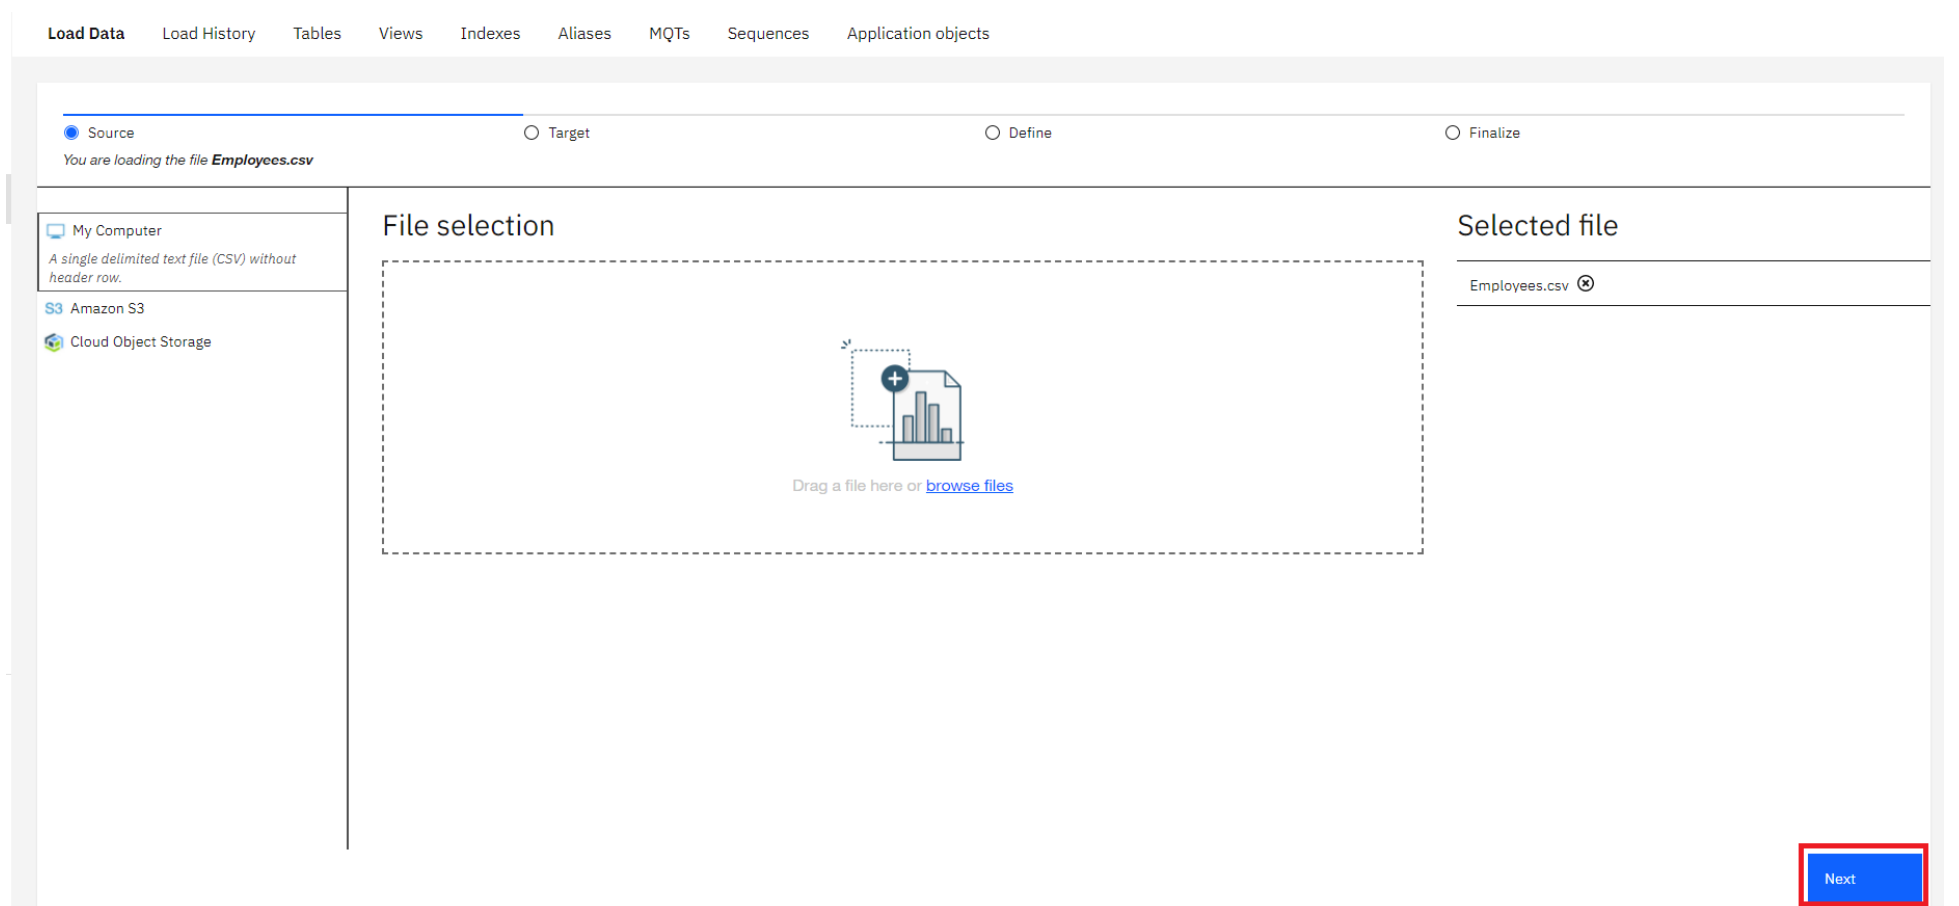 Load Data Load History Tables Views Indexes Aliases MQTs Sequences Application objects
Source Target Define Finalize
You are loading the file Employees.csv
My Computer
A single delimited text file (CSV) without
header row.
S3 Amazon S3
Cloud Object Storage
File selection
Drag a file here or browse files
Selected file
Employees.csv
Next